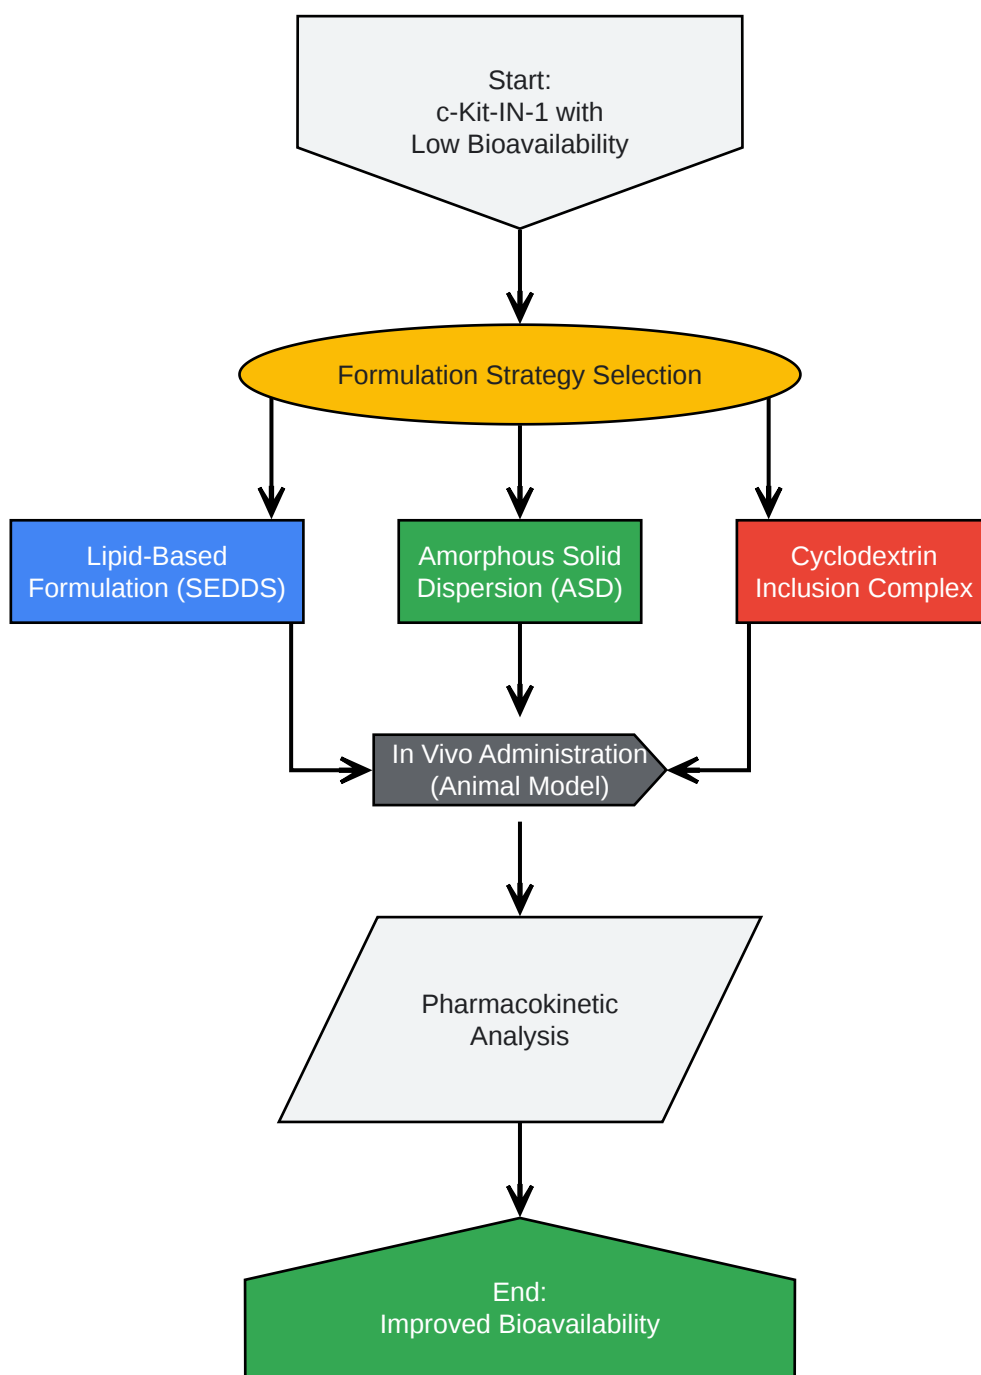 Start:
c-Kit-IN-1 with
Low Bioavailability
Formulation Strategy Selection
Lipid-Based
Formulation (SEDDS)
Amorphous Solid
Dispersion (ASD)
Cyclodextrin
Inclusion Complex
In Vivo Administration
(Animal Model)
Pharmacokinetic
Analysis
End:
Improved Bioavailability